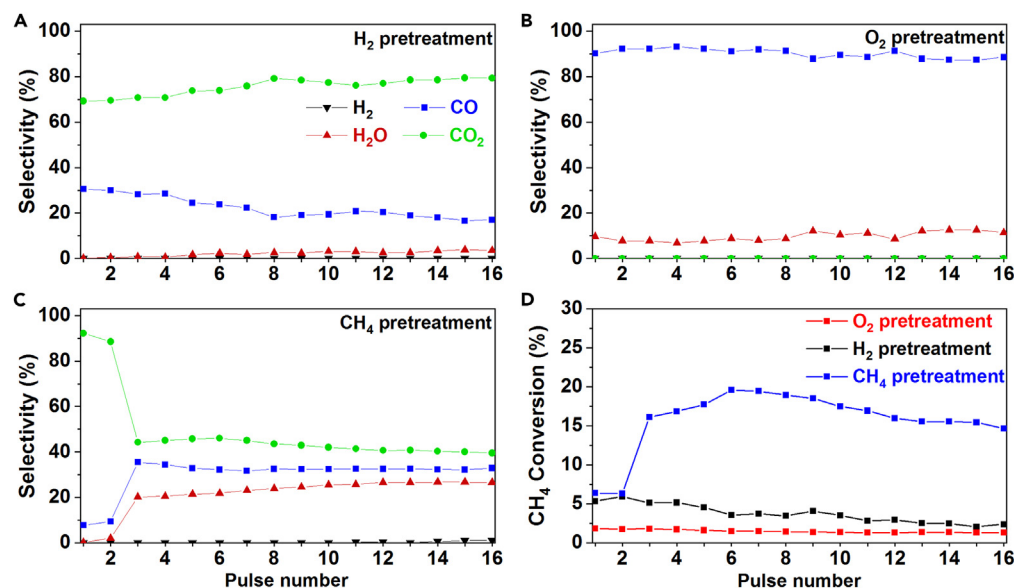 A
H₂ pretreatment
Selectivity (%)
100
80
60
40
20
0
H₂
CO
H₂O
CO₂
2 4 6 8 10 12 14 16
B
O₂ pretreatment
Selectivity (%)
100
80
60
40
20
0
2 4 6 8 10 12 14 16
C
CH₄ pretreatment
Selectivity (%)
100
80
60
40
20
0
2 4 6 8 10 12 14 16
Pulse number
D
O₂ pretreatment
H₂ pretreatment
CH₄ pretreatment
CH₄ Conversion (%)
30
25
20
15
10
5
0
2 4 6 8 10 12 14 16
Pulse number